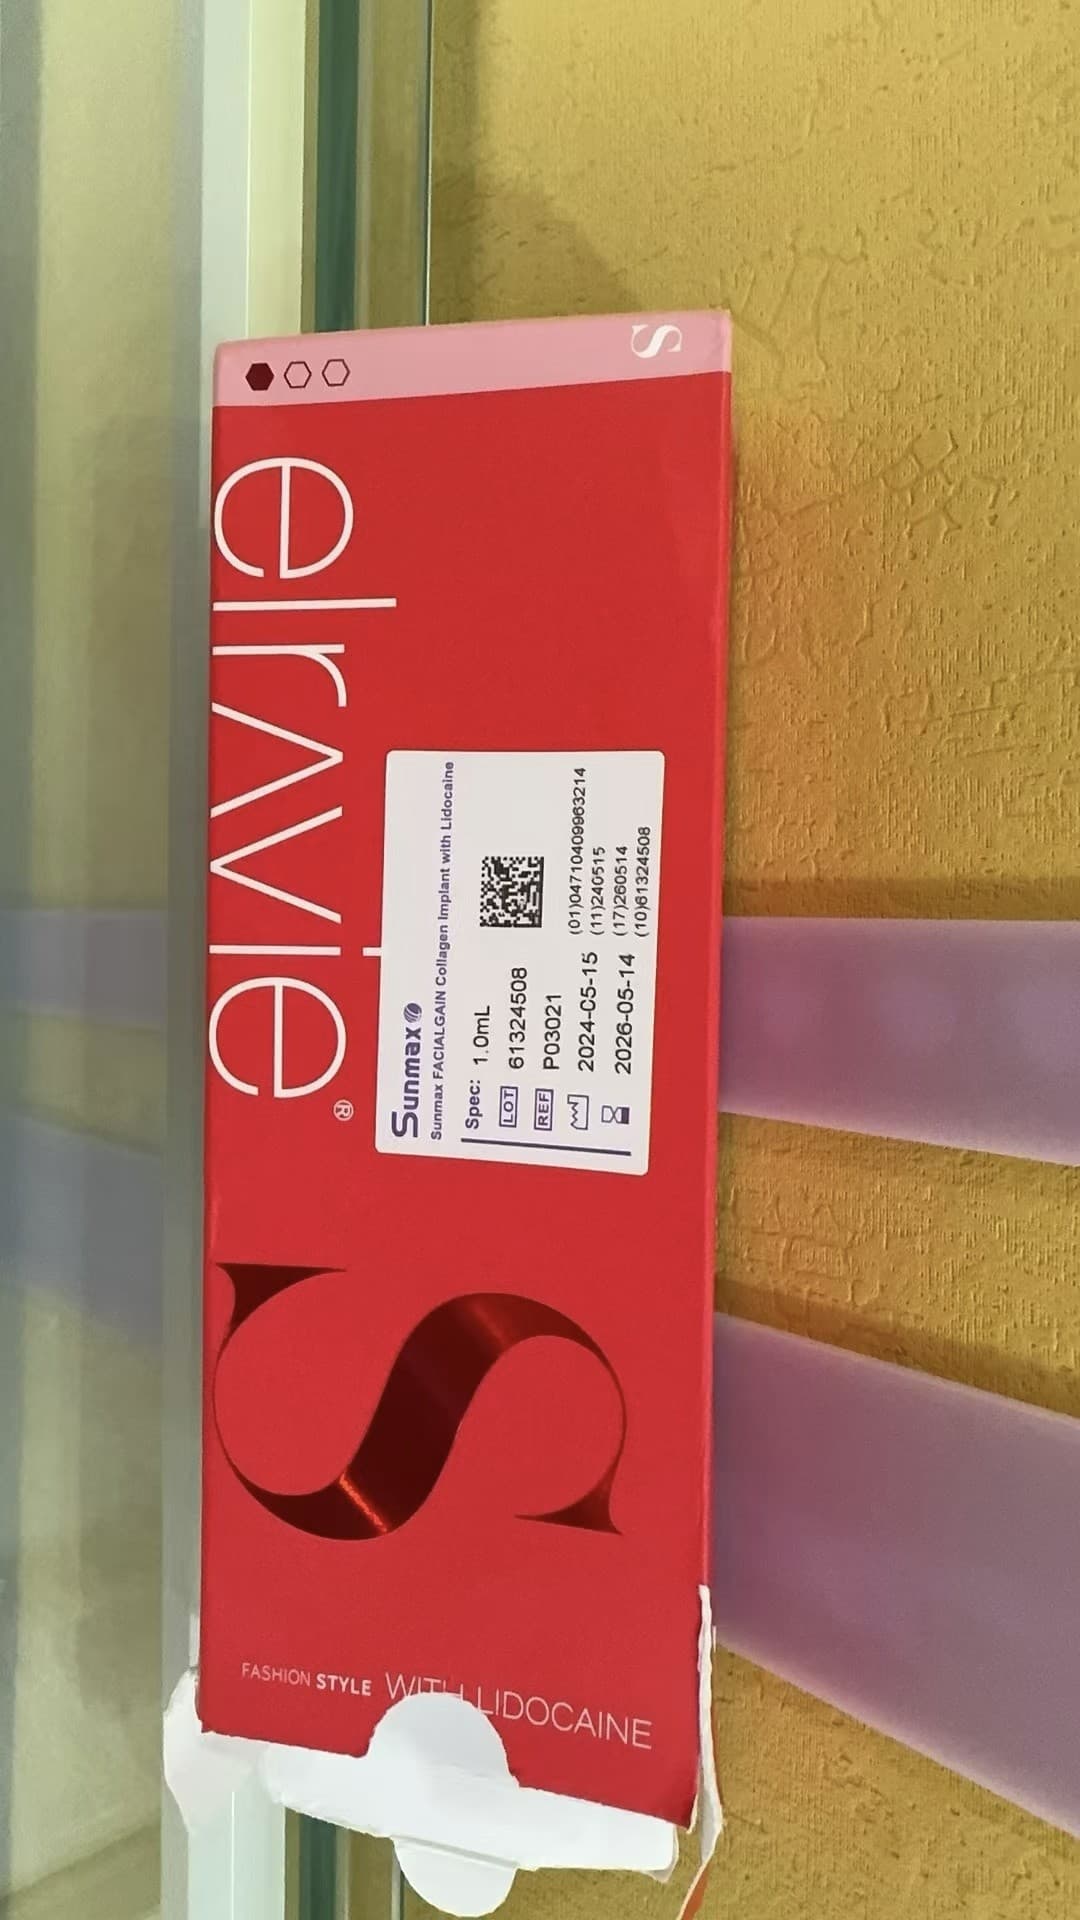 S
elravie®
Sunmax
Sunmax FACIALGAIN Collagen Implant with Lidocaine
Spec: 1.0mL
LOT 61324508
REF P03021
2024-05-15
2026-05-14
(01)04710409963214
(11)240515
(17)260514
(10)61324508
S
FASHION STYLE
WITH LIDOCAINE